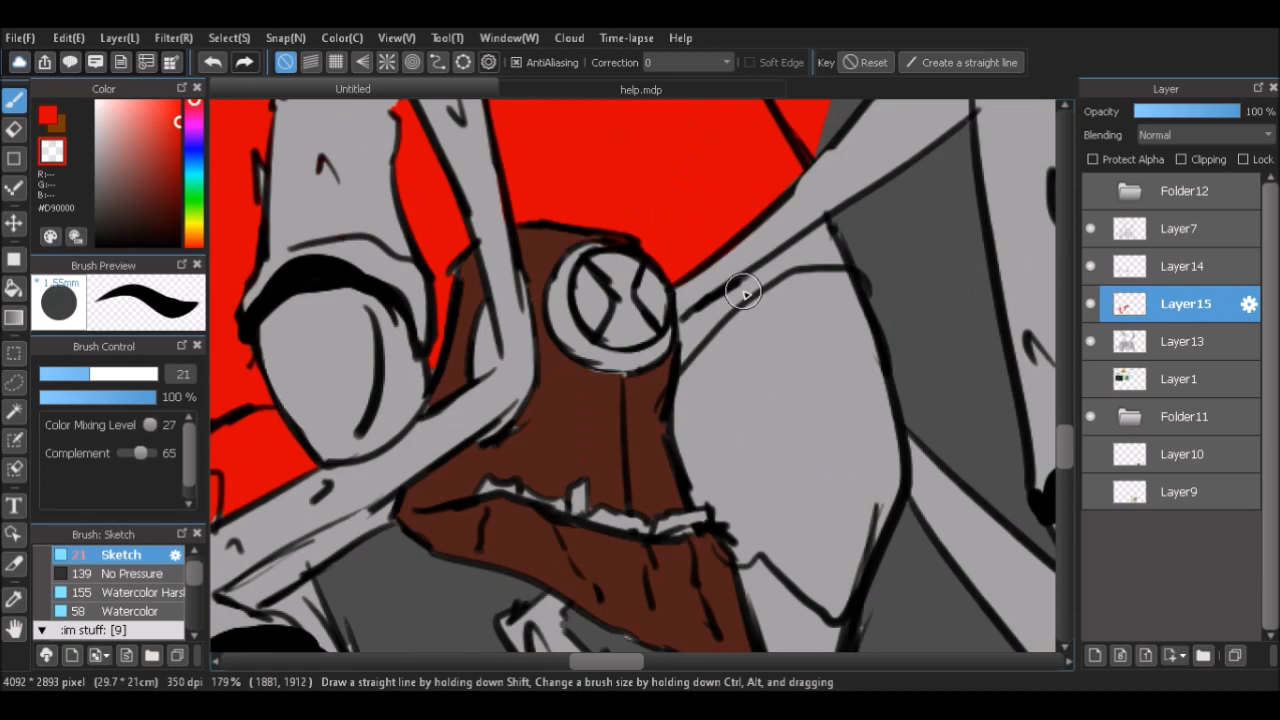 File(F) Edit(E) Layer(L) Filter(R) Select(S) Snap(N) Color(C) View(V) Tool(T) Window(W) Cloud Time-lapse Help
AntiAliasing Correction 0 Soft Edge Key Reset Create a straight line
Color
Untitled
help.mdp
Layer
R:---
G:---
B:---
#D90000
Brush Preview
* 1.55mm
Brush Control
21
100 %
Color Mixing Level 27
Complement 65
Brush: Sketch
21 Sketch
139 No Pressure
155 Watercolor Hars
58 Watercolor
:im stuff: [9]
Opacity 100 %
Blending Normal
Protect Alpha Clipping Lock
Folder12
Layer7
Layer14
Layer15
Layer13
Layer1
Folder11
Layer10
Layer9
4092 * 2893 pixel (29.7 * 21cm) 350 dpi 179% (1881, 1912) Draw a straight line by holding down Shift, Change a brush size by holding down Ctrl, Alt, and dragging